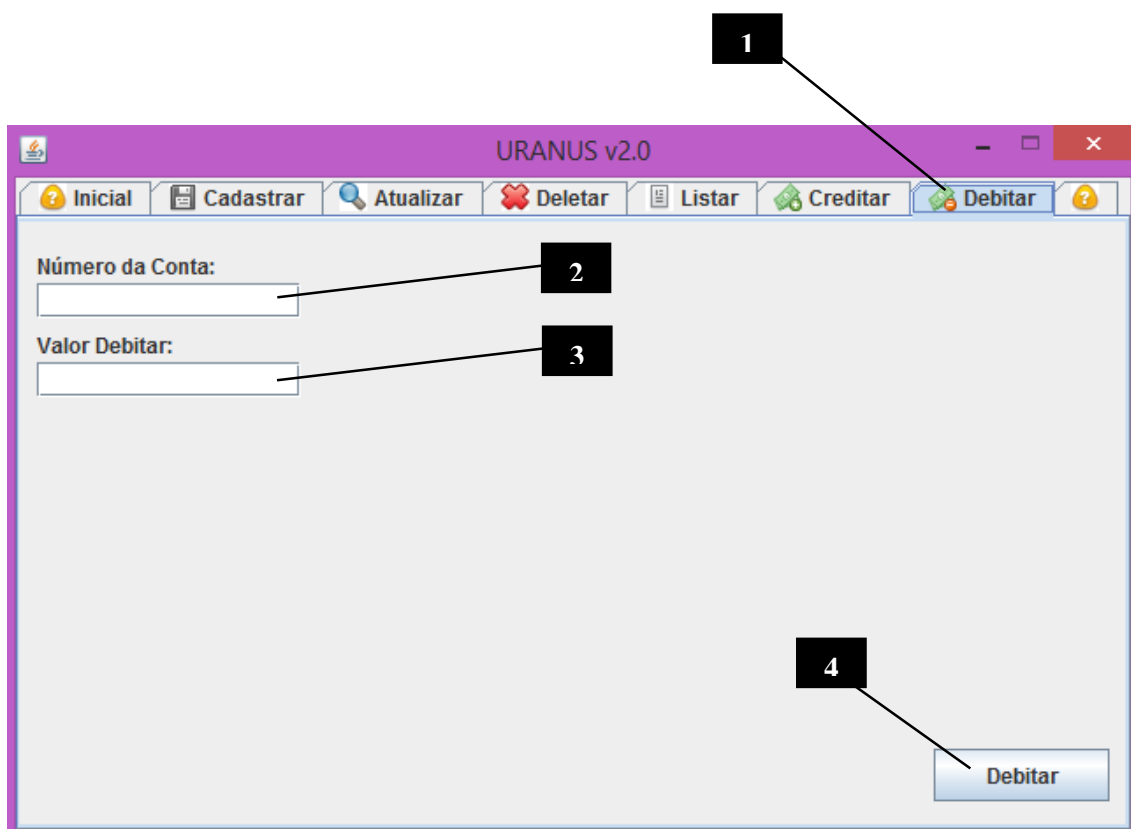 1
URANUS v2.0
Inicial Cadastrar Atualizar Deletar Listar Creditar Debitar
Número da Conta:
2
Valor Debitar:
3
4
Debitar